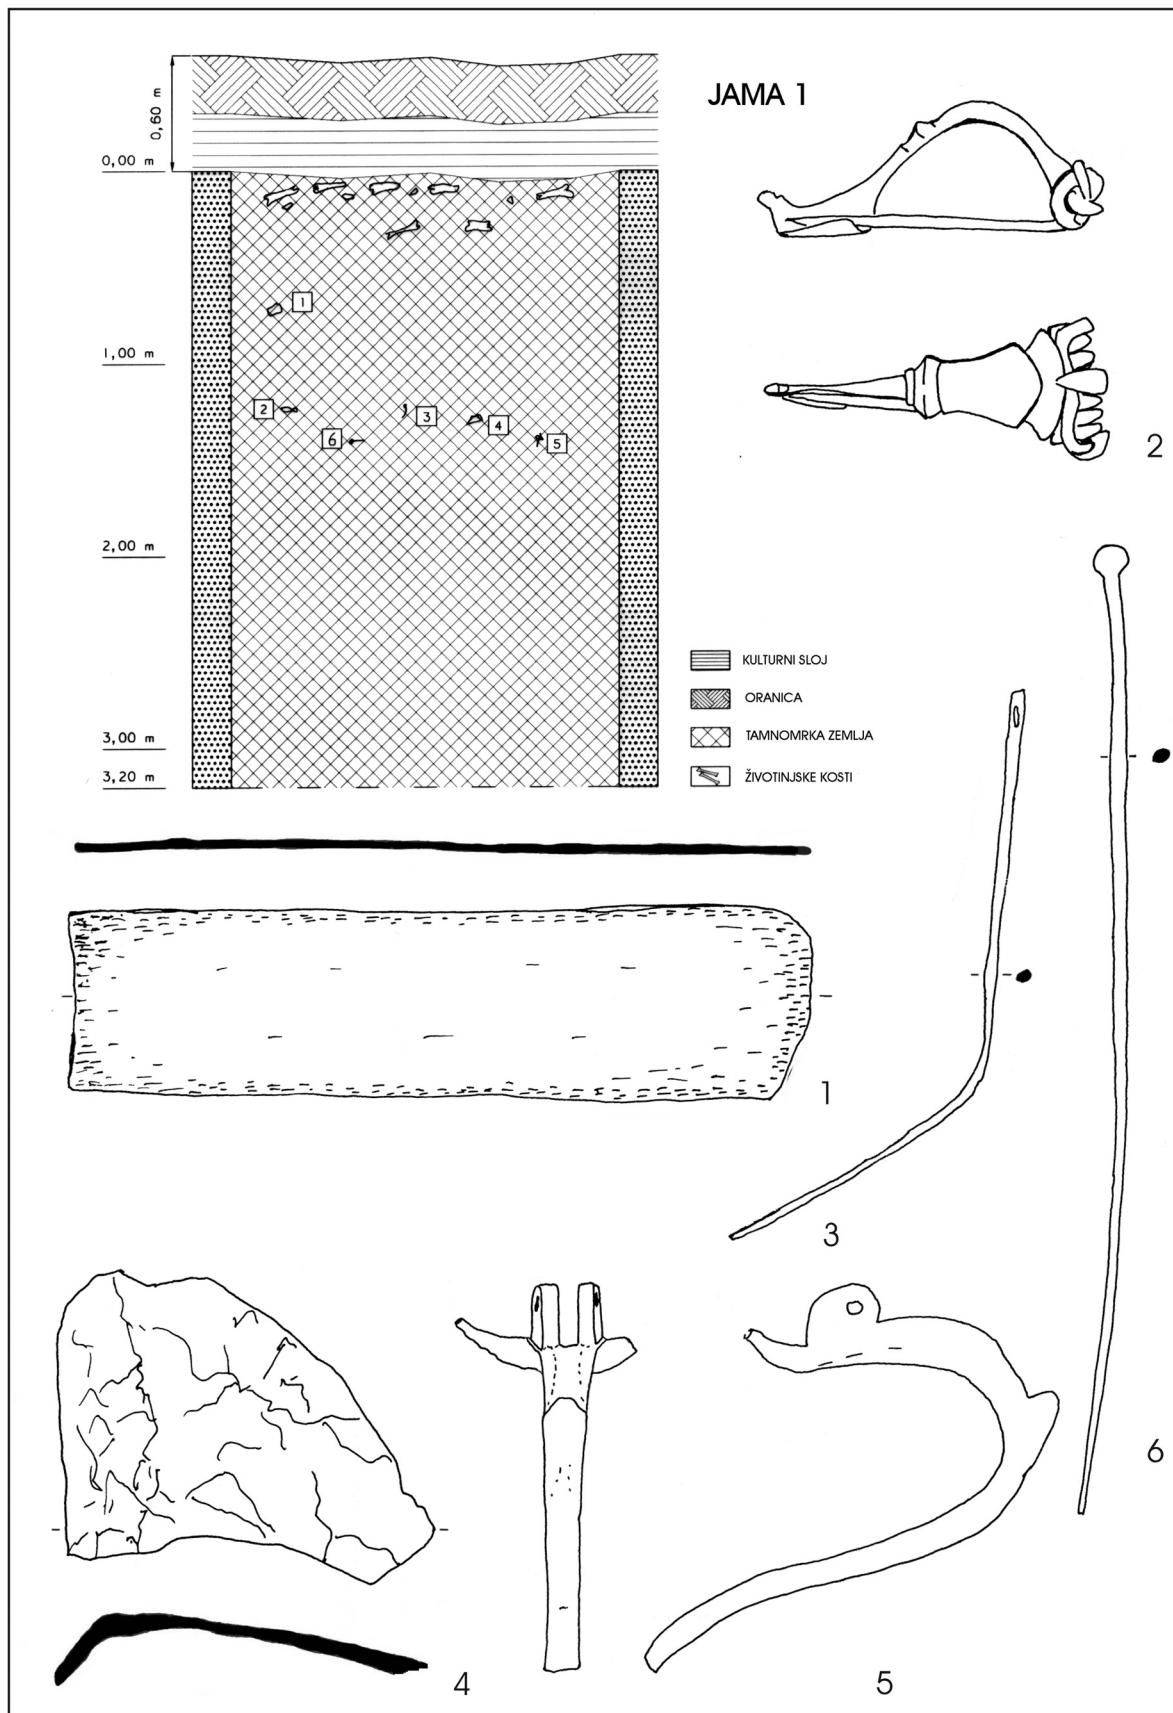 JAMA 1
0,60 m
0,00 m
1
1,00 m
2
3
4
6
5
2,00 m
3,00 m
3,20 m
KULTURNI SLOJ
ORANICA
TAMNOMRKA ZEMLJA
ŽIVOTINJSKE KOSTI
2
1
3
6
4
5